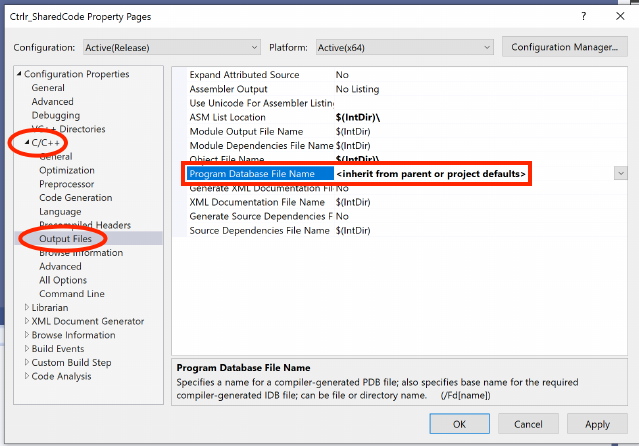 Ctrlr_SharedCode Property Pages ? ×
Configuration: Active(Release) Platform: Active(x64) Configuration Manager...
Configuration Properties
General
Advanced
Debugging
VC++ Directories
C/C++
General
Optimization
Preprocessor
Code Generation
Language
Precompiled Headers
Output Files
Browse Information
Advanced
All Options
Command Line
Librarian
XML Document Generator
Browse Information
Build Events
Custom Build Step
Code Analysis
Expand Attributed Source No
Assembler Output No Listing
Use Unicode For Assembler Listing
ASM List Location $(IntDir)\
Module Output File Name $(IntDir)
Module Dependencies File Name $(IntDir)
Object File Name $(IntDir)\
Program Database File Name <inherit from parent or project defaults>
Generate XML Documentation Fi No
XML Documentation File Name $(IntDir)
Generate Source Dependencies F No
Source Dependencies File Name $(IntDir)
Program Database File Name
Specifies a name for a compiler-generated PDB file; also specifies base name for the required
compiler-generated IDB file; can be file or directory name. (/Fd[name])
OK Cancel Apply